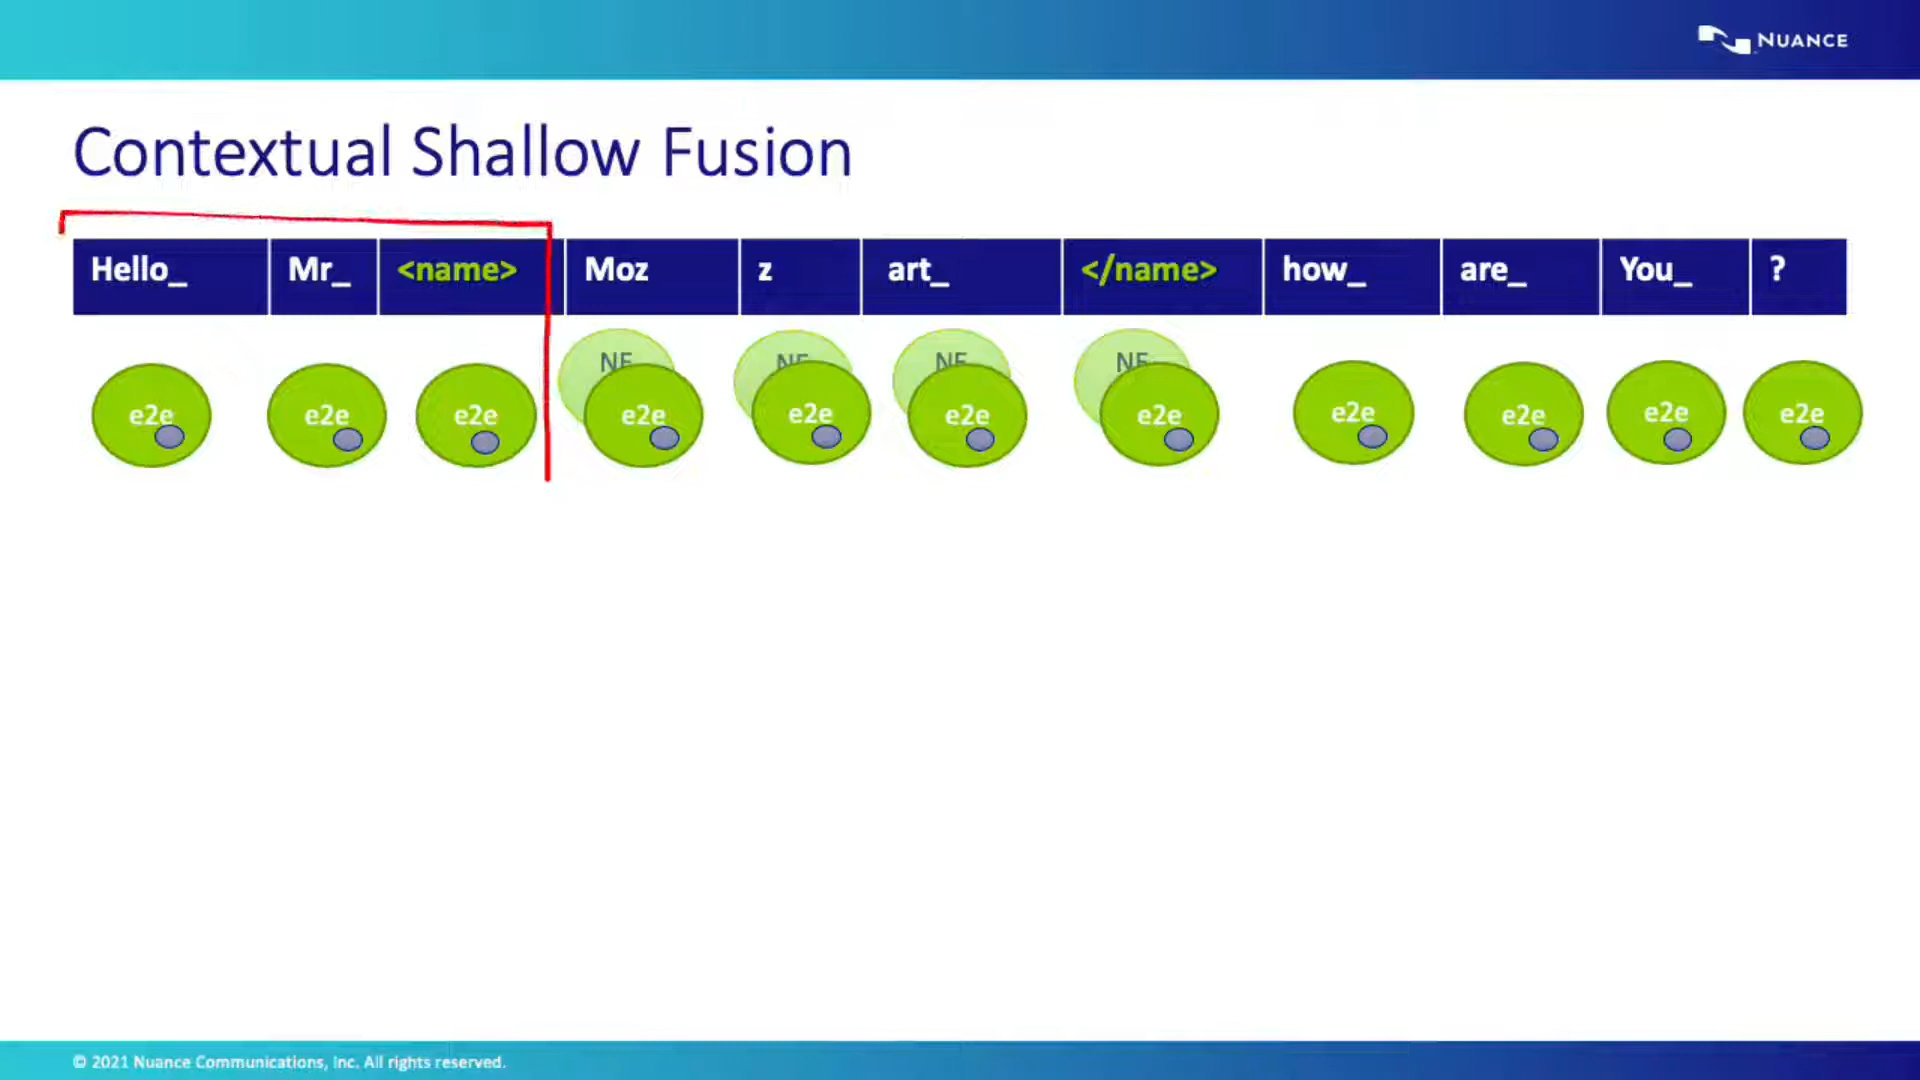 NUANCE
Contextual Shallow Fusion
Hello_ Mr_ <name> Moz z art_ </name> how_ are_ You_ ?
NE NE NE NE
e2e e2e e2e e2e e2e e2e e2e e2e e2e e2e e2e
© 2021 Nuance Communications, Inc. All rights reserved.